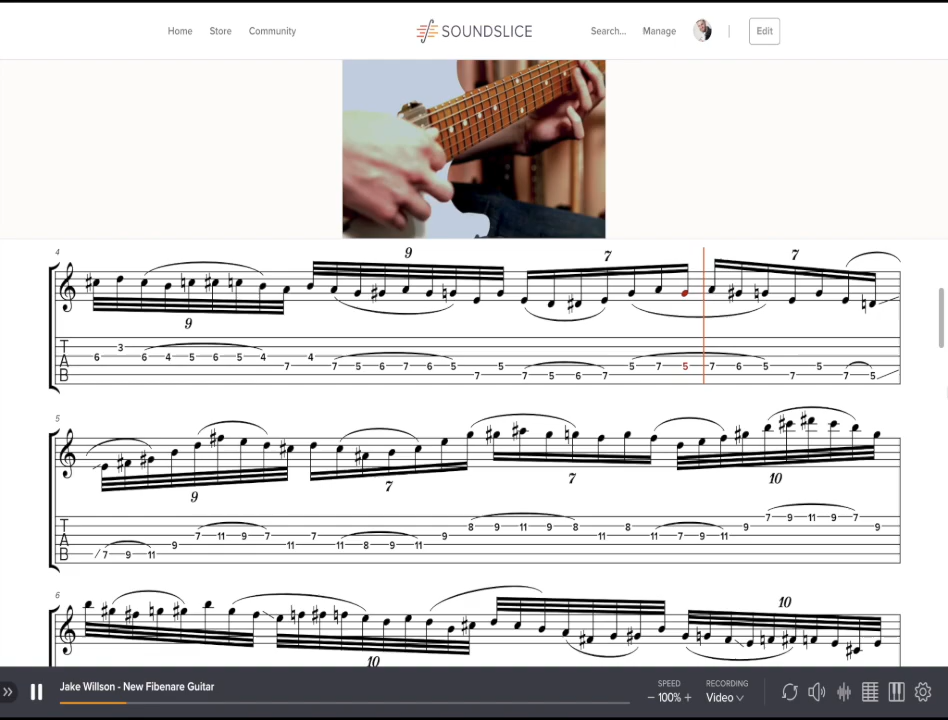 Home Store Community SOUNDSLICE Search... Manage Edit
4
9 7 7
9
3
6 6 4 5 6 5 4 4
7 7 5 6 7 6 5 5 5 7 5 7 6 5 5
7 7 5 6 7 7 7 5
5
9 7 7 10
7 9 11 9 7
8 9 11 9 8 8 9 9
7 11 9 7 7 9 11 11 7 9 11
9 11 11 8 9 11
7 9 11
6
10
10
Jake Willson - New Fibenare Guitar
SPEED
− 100% +
RECORDING
Video